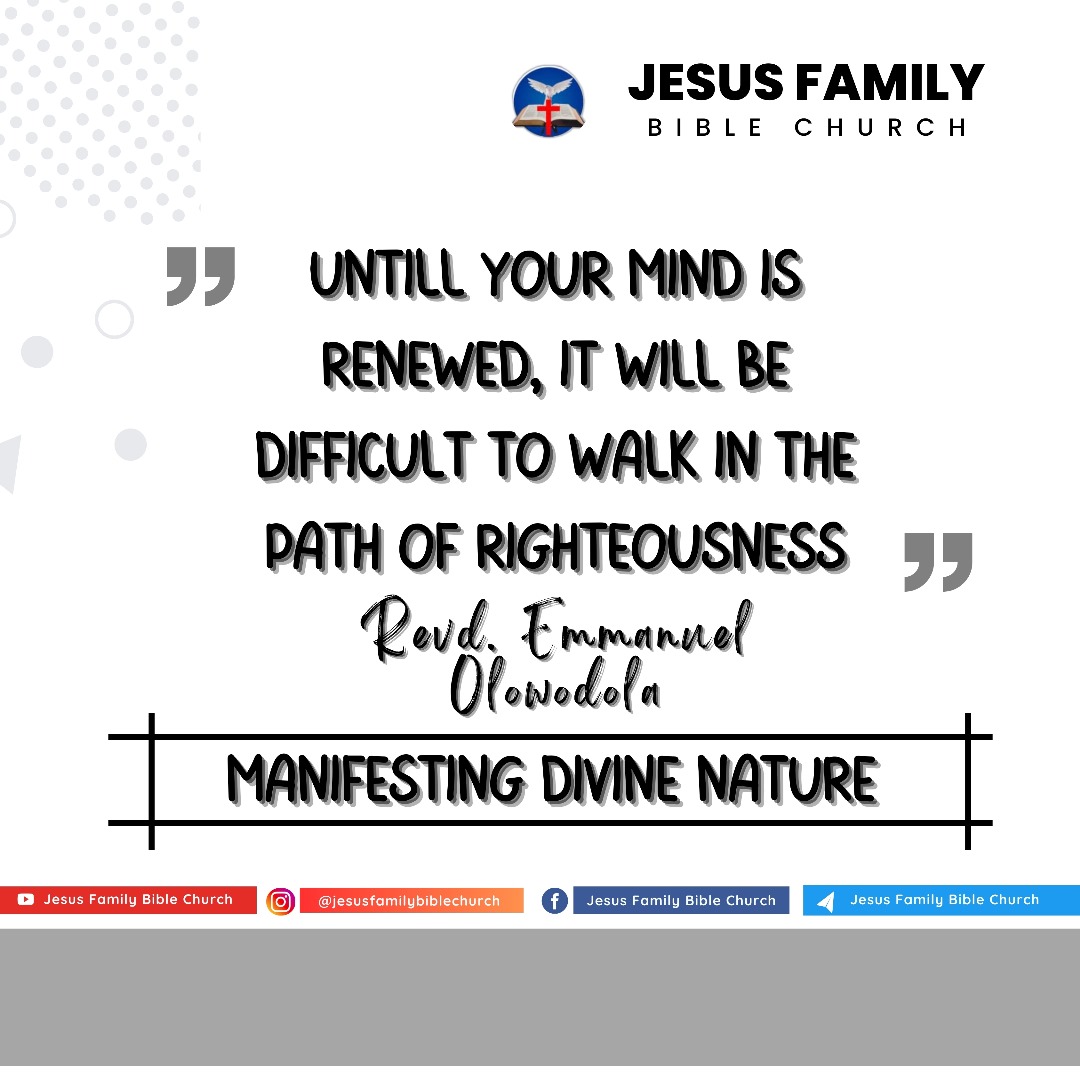 JESUS FAMILY
BIBLE CHURCH
” UNTILL YOUR MIND IS
RENEWED, IT WILL BE
DIFFICULT TO WALK IN THE
PATH OF RIGHTEOUSNESS ”
Revd. Emmanuel
Olowodola
MANIFESTING DIVINE NATURE
Jesus Family Bible Church
@jesusfamilybiblechurch
Jesus Family Bible Church
Jesus Family Bible Church